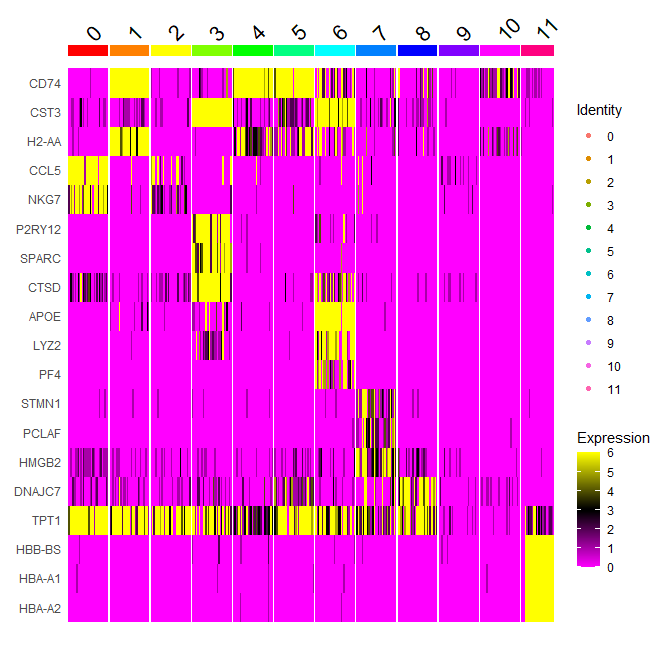 0 1 2 3 4 5 6 7 8 9 10 11
CD74
CST3
H2-AA
CCL5
NKG7
P2RY12
SPARC
CTSD
APOE
LYZ2
PF4
STMN1
PCLAF
HMGB2
DNAJC7
TPT1
HBB-BS
HBA-A1
HBA-A2
Identity
0
1
2
3
4
5
6
7
8
9
10
11
Expression
6
5
4
3
2
1
0